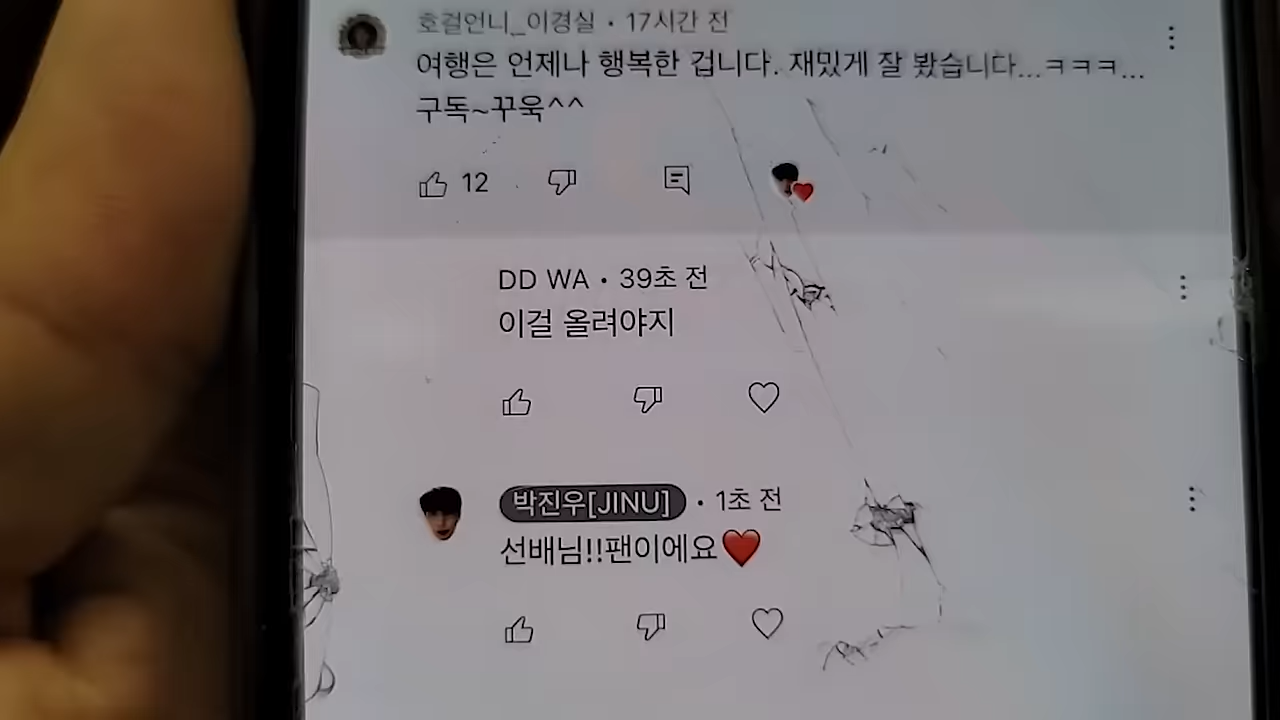 호걸언니_이경실 • 17시간 전
여행은 언제나 행복한 겁니다. 재밌게 잘 봤습니다...ㅋㅋㅋ...
구독~꾸욱^^
12
DD WA • 39초 전
이걸 올려야지
박진우[JINU] • 1초 전
선배님!!팬이에요❤️